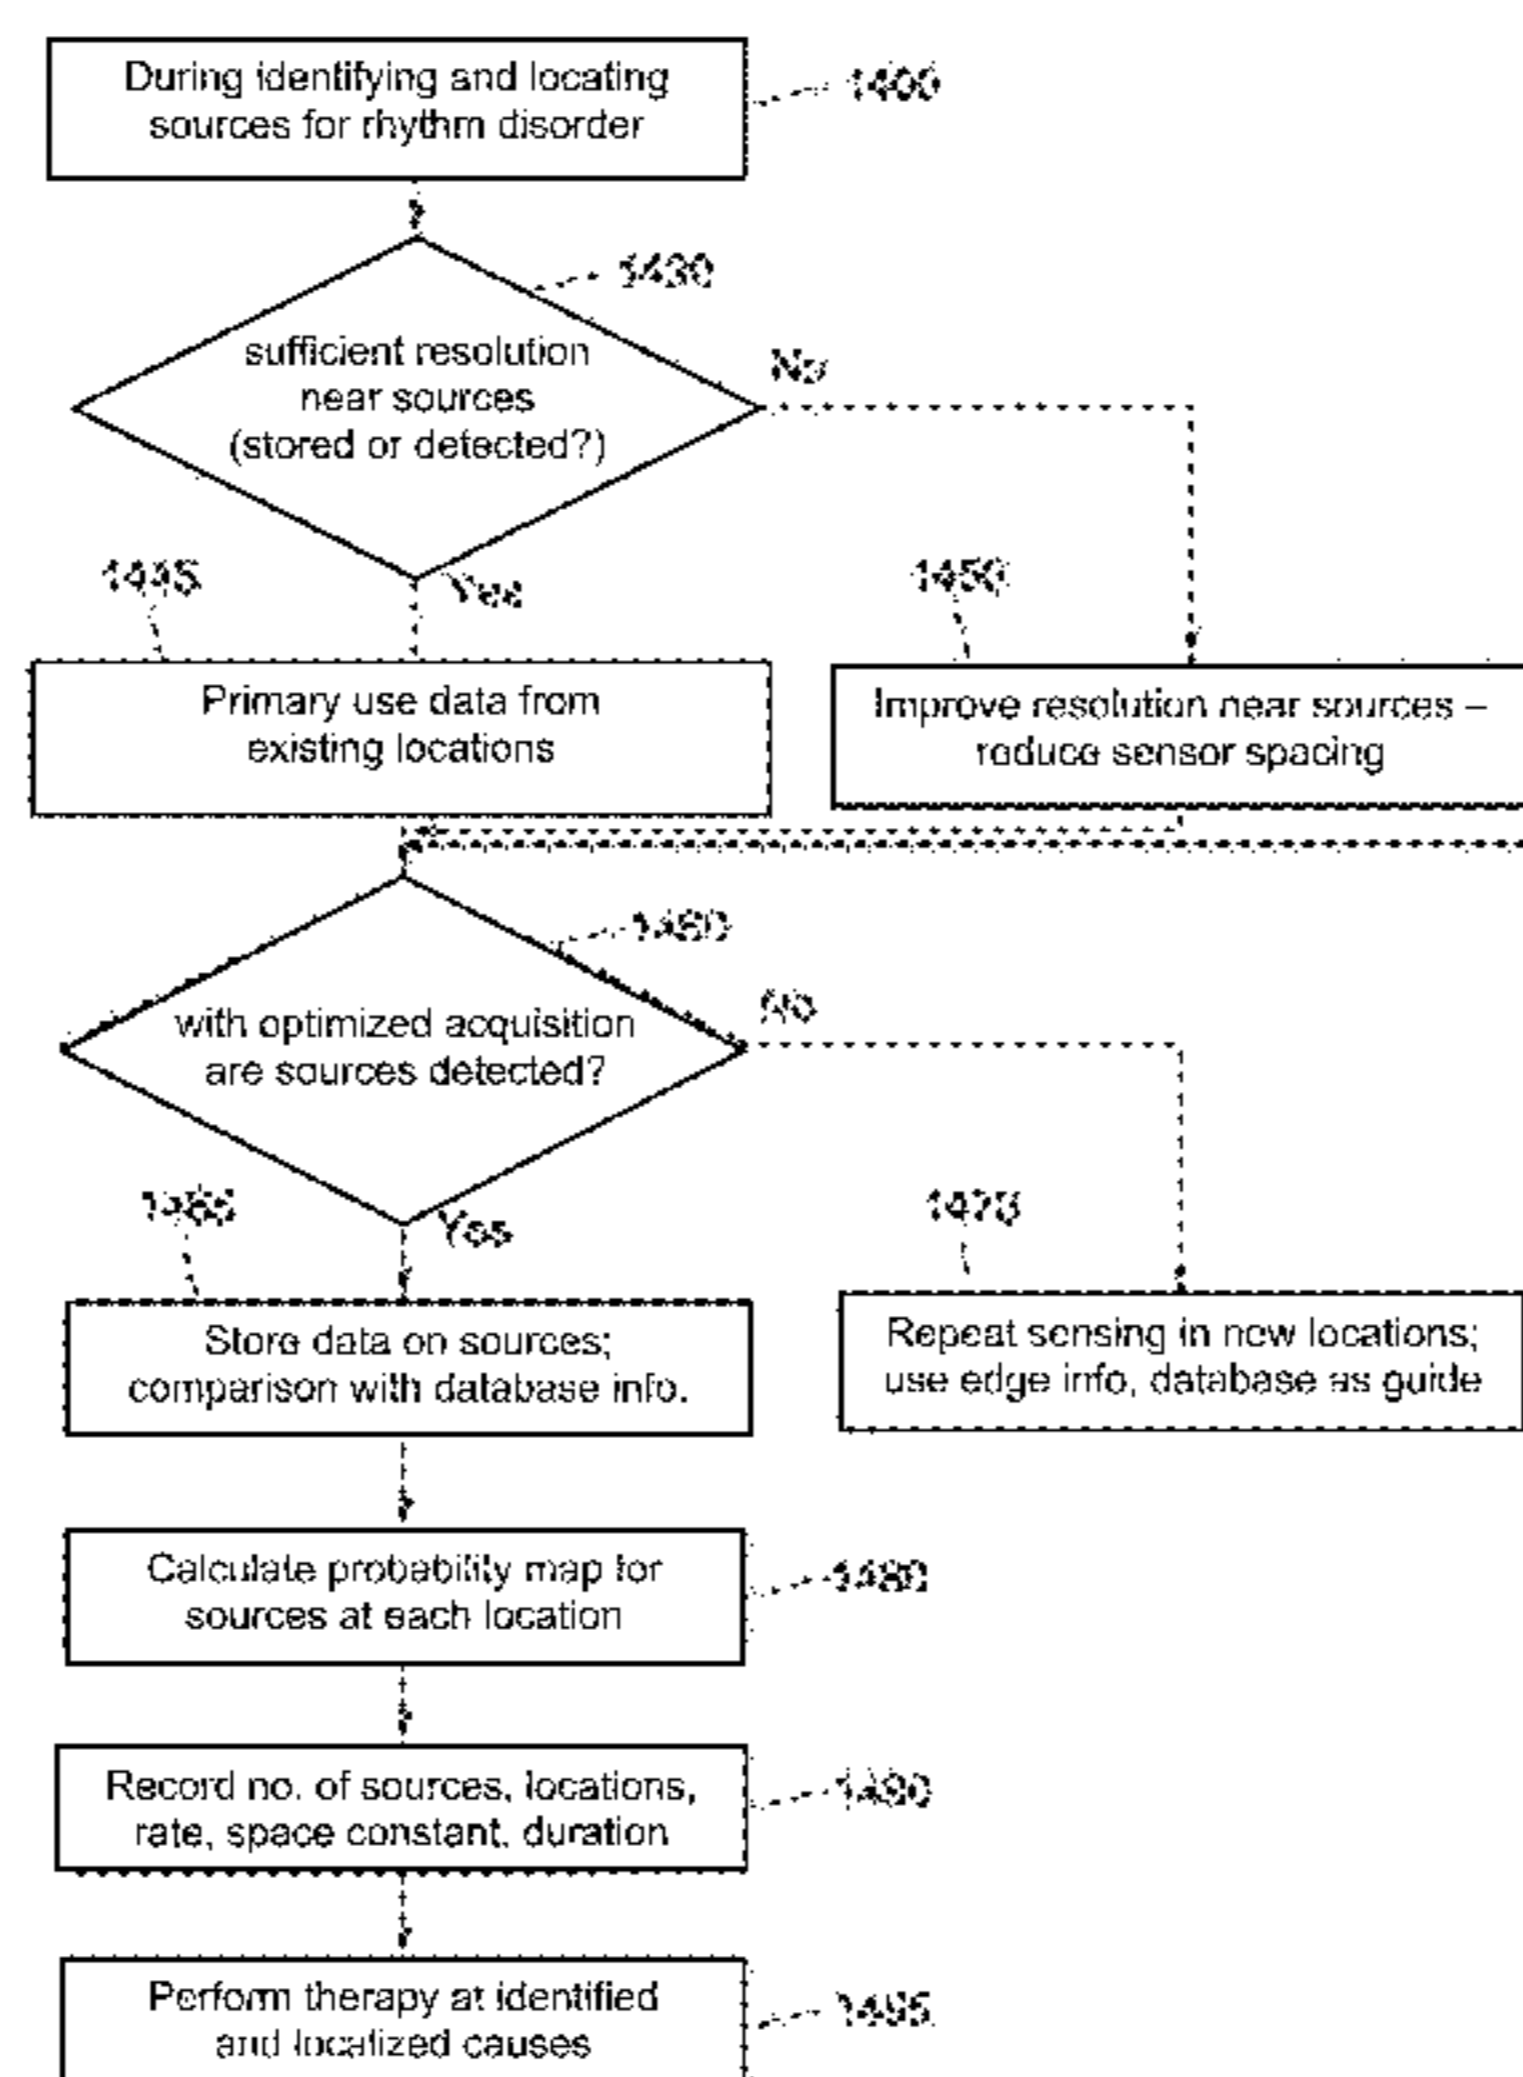 During identifying and locating
sources for rhythm disorder
1400
1430
sufficient resolution
near sources
(stored or detected?)
No
1445
Yes
1450
Primary use data from
existing locations
Improve resolution near sources –
reduce sensor spacing
with optimized acquisition
are sources detected?
No
Yes
Store data on sources;
comparison with database info.
Repeat sensing in new locations;
use edge info, database as guide
Calculate probability map for
sources at each location
1480
Record no. of sources, locations,
rate, space constant, duration
1490
Perform therapy at identified
and localized causes
1495